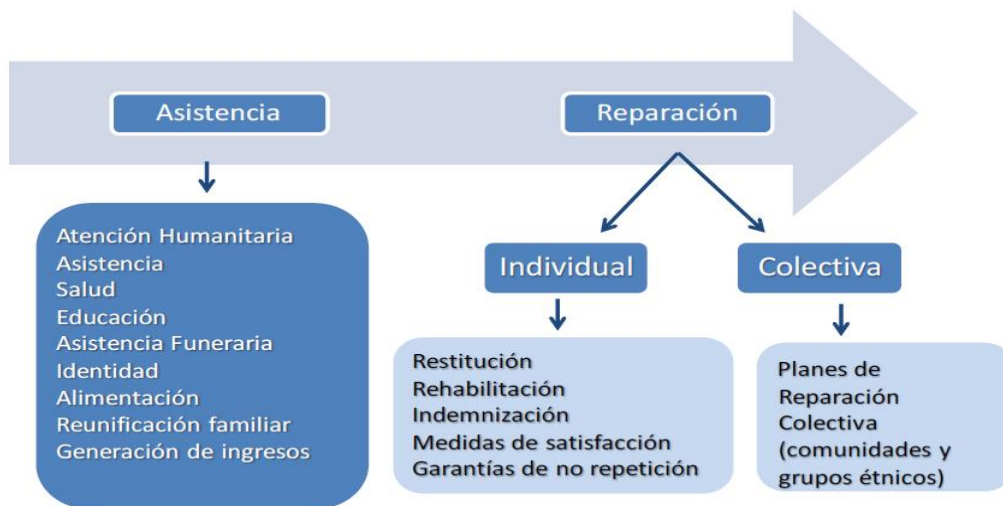 Asistencia
Reparación
Atención Humanitaria
Asistencia
Salud
Educación
Asistencia Funeraria
Identidad
Alimentación
Reunificación familiar
Generación de ingresos
Individual
Colectiva
Restitución
Rehabilitación
Indemnización
Medidas de satisfacción
Garantías de no repetición
Planes de
Reparación
Colectiva
(comunidades y
grupos étnicos)